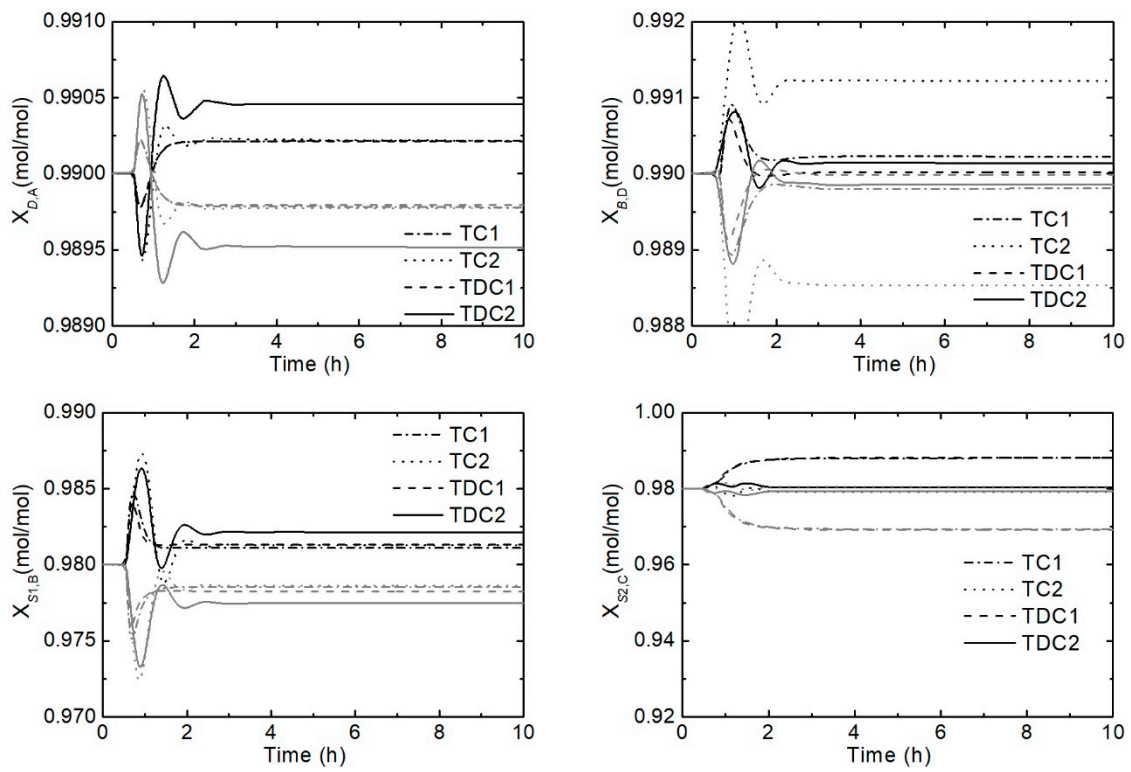 0.9910
0.9905
0.9900
0.9895
0.9890
X_{D,A}(mol/mol)
TC1
TC2
TDC1
TDC2
0 2 4 6 8 10
Time (h)
0.992
0.991
0.990
0.989
0.988
X_{B,D}(mol/mol)
TC1
TC2
TDC1
TDC2
0 2 4 6 8 10
Time (h)
0.990
0.985
0.980
0.975
0.970
X_{S1,B}(mol/mol)
TC1
TC2
TDC1
TDC2
0 2 4 6 8 10
Time (h)
1.00
0.98
0.96
0.94
0.92
X_{S2,C}(mol/mol)
TC1
TC2
TDC1
TDC2
0 2 4 6 8 10
Time (h)